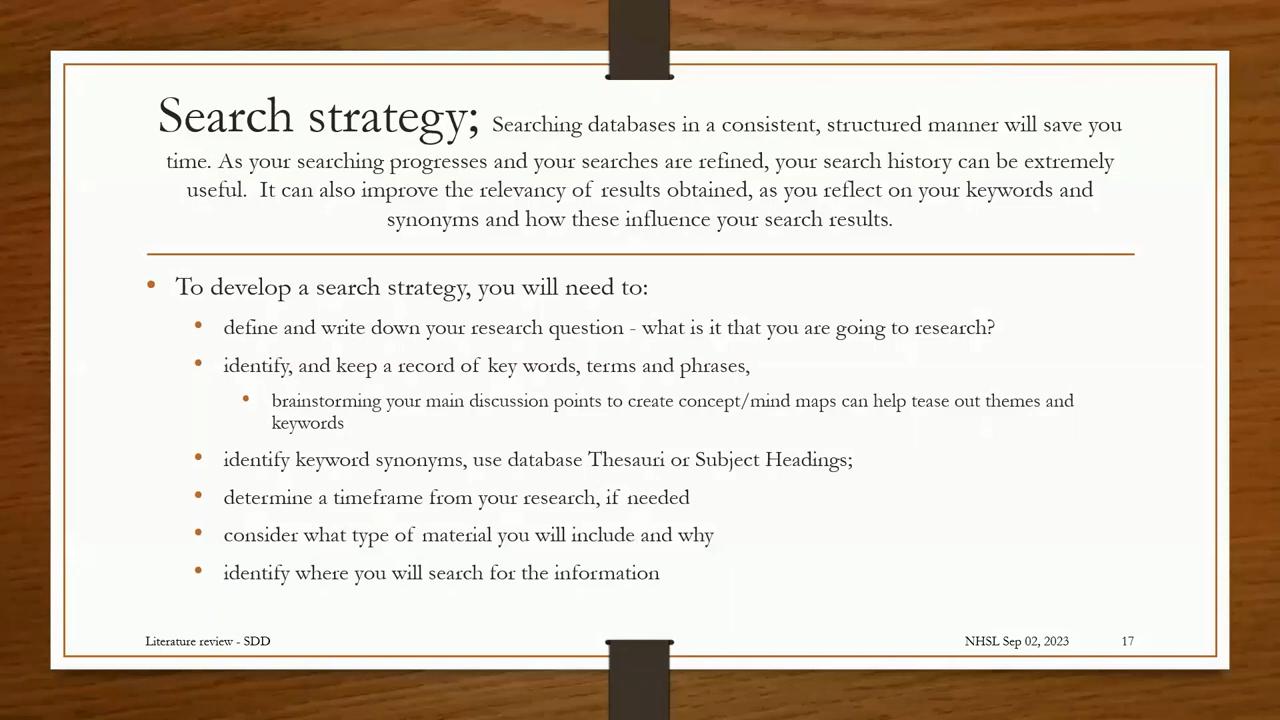 Search strategy; Searching databases in a consistent, structured manner will save you
time. As your searching progresses and your searches are refined, your search history can be extremely
useful.  It can also improve the relevancy of results obtained, as you reflect on your keywords and
synonyms and how these influence your search results.
• To develop a search strategy, you will need to:
• define and write down your research question - what is it that you are going to research?
• identify, and keep a record of key words, terms and phrases,
• brainstorming your main discussion points to create concept/mind maps can help tease out themes and
keywords
• identify keyword synonyms, use database Thesauri or Subject Headings;
• determine a timeframe from your research, if needed
• consider what type of material you will include and why
• identify where you will search for the information
Literature review - SDD NHSL Sep 02, 2023 17